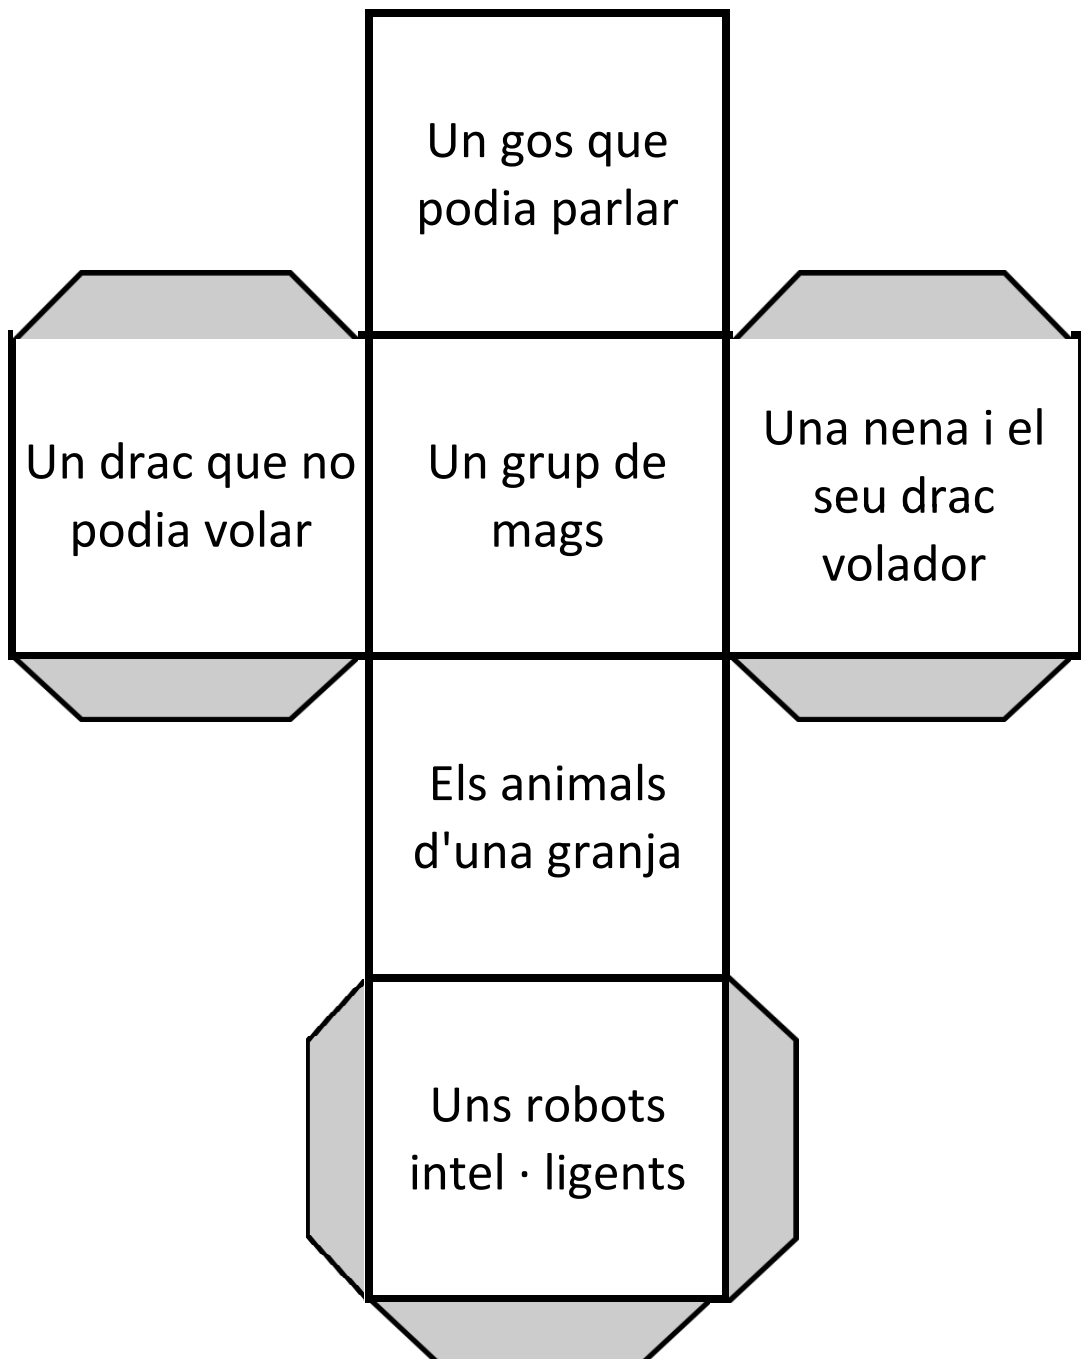 Un gos que
podia parlar
Un drac que no
podia volar
Un grup de
mags
Una nena i el
seu drac
volador
Els animals
d'una granja
Uns robots
intel · ligents